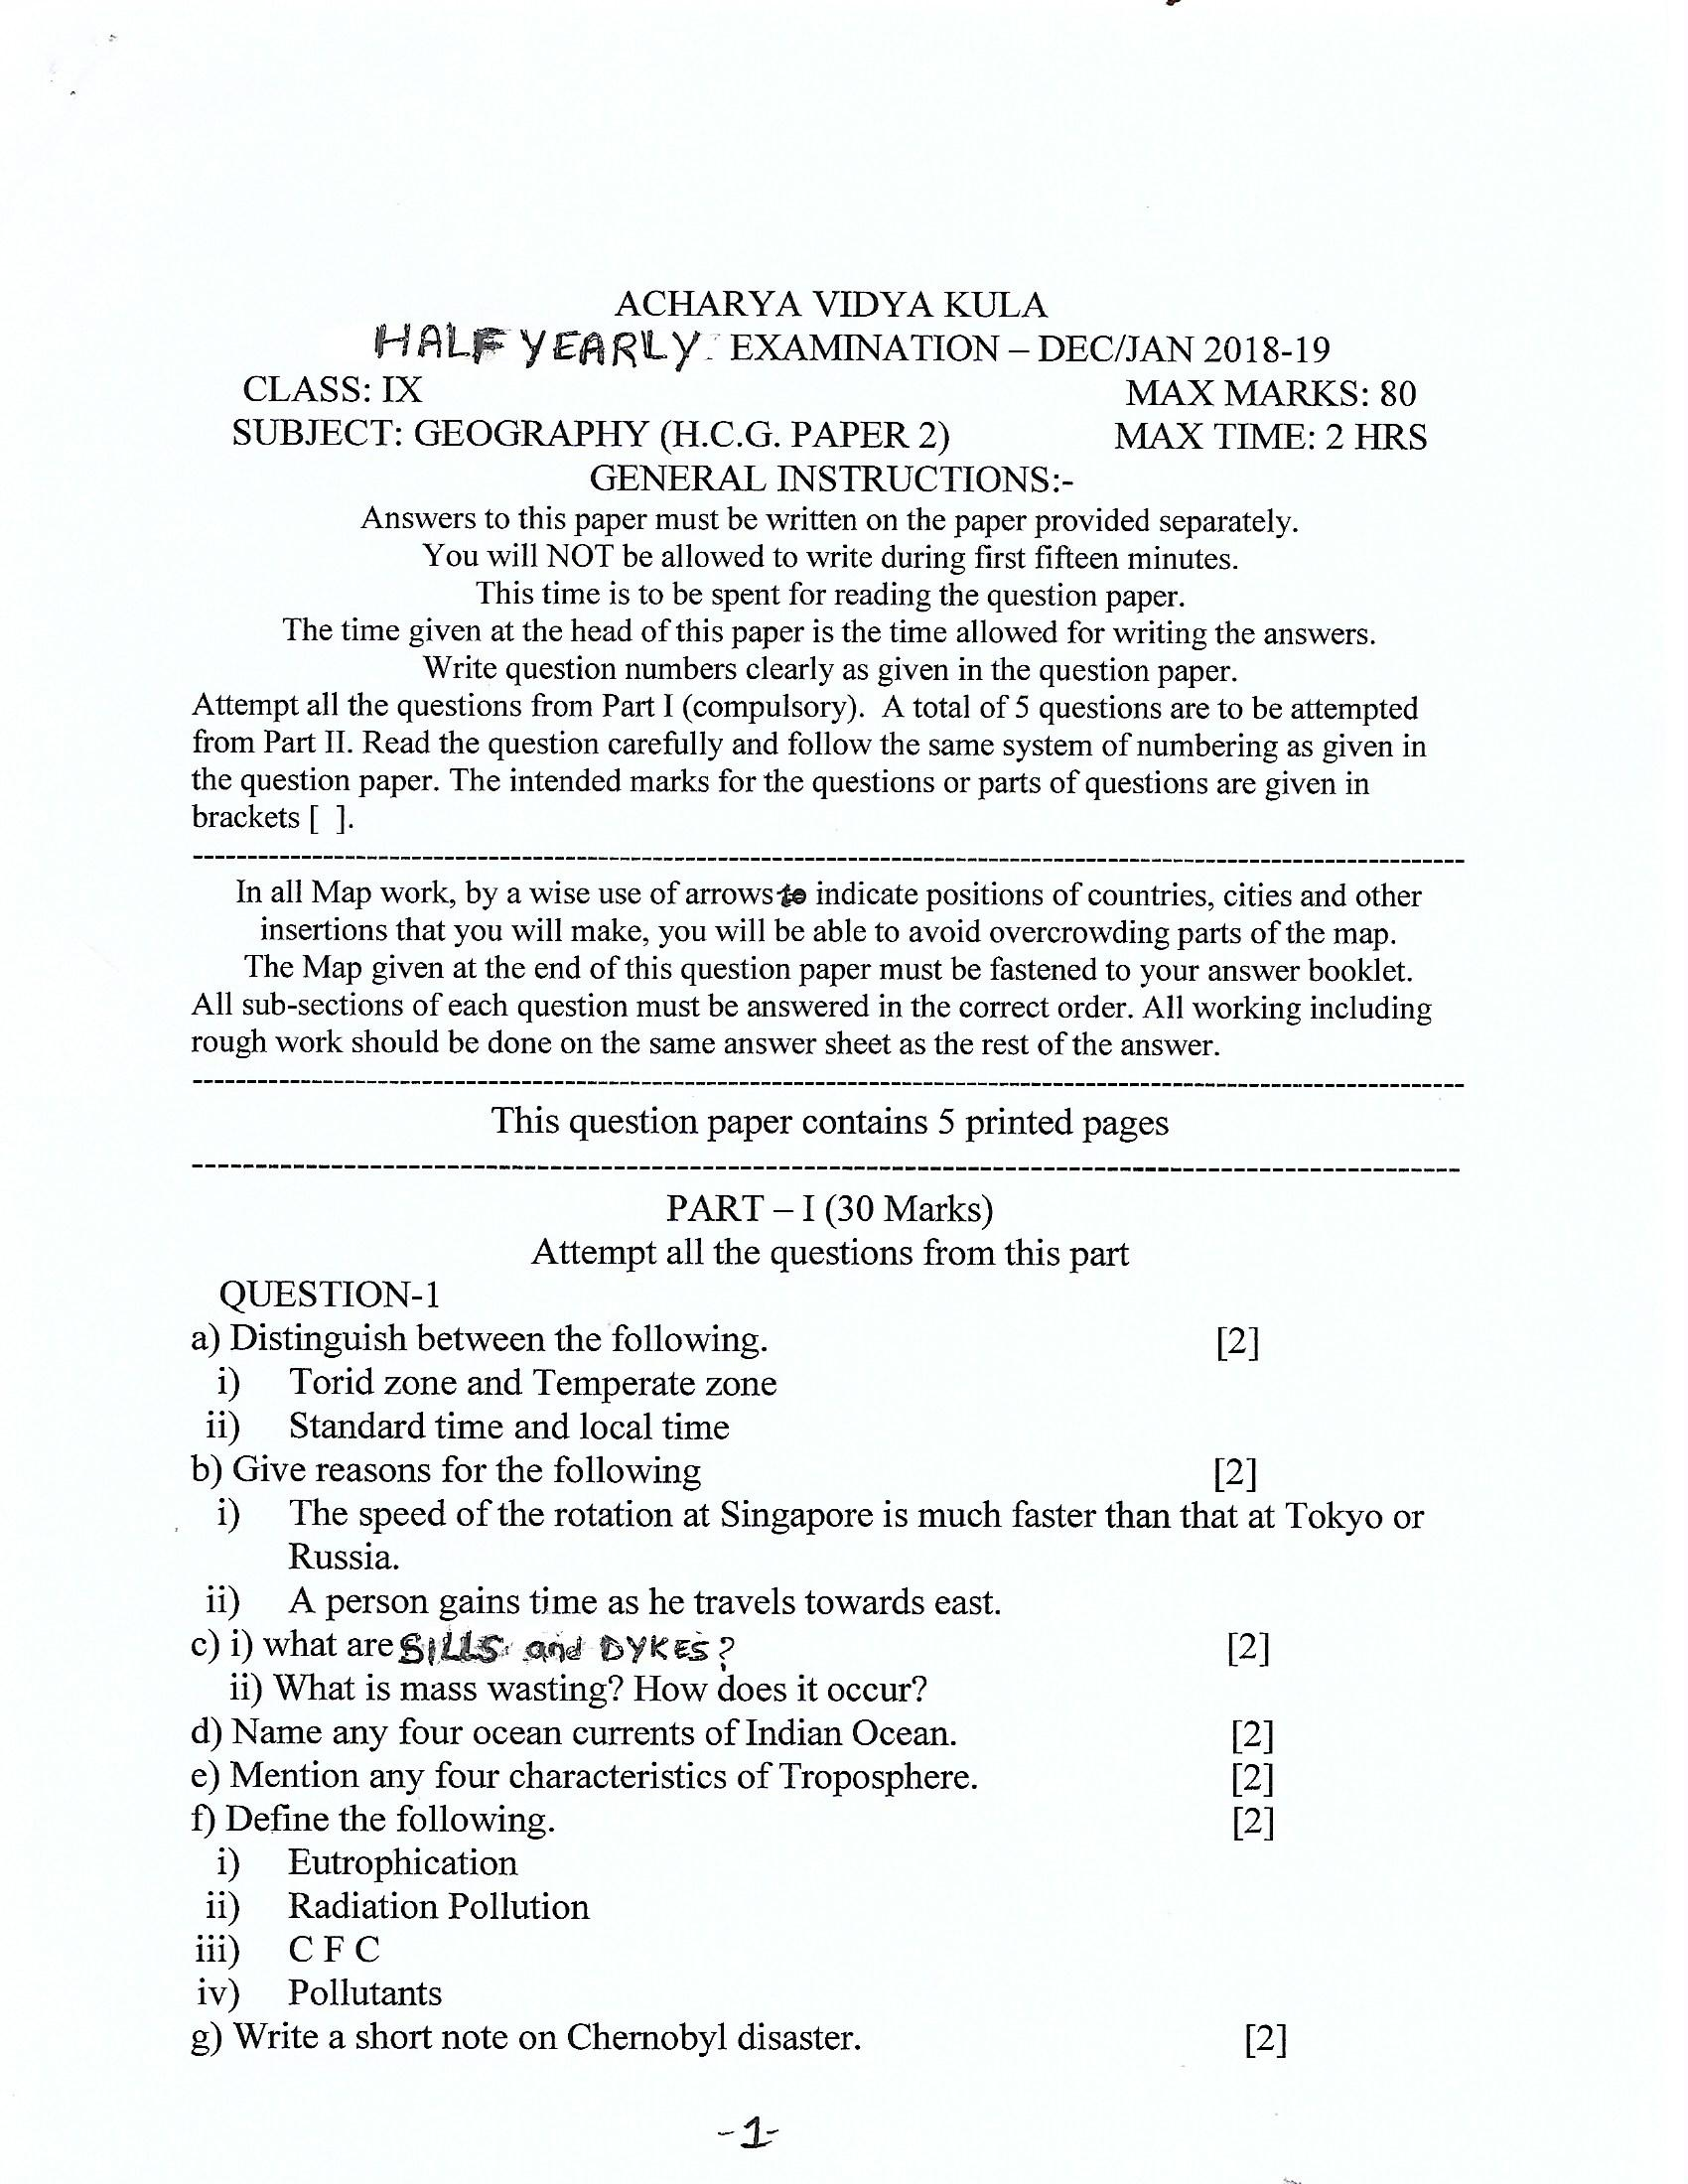 ACHARYA VIDYA KULA
HALF YEARLY EXAMINATION – DEC/JAN 2018-19
CLASS: IX MAX MARKS: 80
SUBJECT: GEOGRAPHY (H.C.G. PAPER 2) MAX TIME: 2 HRS
GENERAL INSTRUCTIONS:-
Answers to this paper must be written on the paper provided separately.
You will NOT be allowed to write during first fifteen minutes.
This time is to be spent for reading the question paper.
The time given at the head of this paper is the time allowed for writing the answers.
Write question numbers clearly as given in the question paper.
Attempt all the questions from Part I (compulsory). A total of 5 questions are to be attempted
from Part II. Read the question carefully and follow the same system of numbering as given in
the question paper. The intended marks for the questions or parts of questions are given in
brackets [ ].
In all Map work, by a wise use of arrows to indicate positions of countries, cities and other
insertions that you will make, you will be able to avoid overcrowding parts of the map.
The Map given at the end of this question paper must be fastened to your answer booklet.
All sub-sections of each question must be answered in the correct order. All working including
rough work should be done on the same answer sheet as the rest of the answer.
This question paper contains 5 printed pages
PART – I (30 Marks)
Attempt all the questions from this part
QUESTION-1
a) Distinguish between the following. [2]
i) Torid zone and Temperate zone
ii) Standard time and local time
b) Give reasons for the following [2]
i) The speed of the rotation at Singapore is much faster than that at Tokyo or
Russia.
ii) A person gains time as he travels towards east.
c) i) what are SILLS and DYKES? [2]
ii) What is mass wasting? How does it occur?
d) Name any four ocean currents of Indian Ocean. [2]
e) Mention any four characteristics of Troposphere. [2]
f) Define the following. [2]
i) Eutrophication
ii) Radiation Pollution
iii) C F C
iv) Pollutants
g) Write a short note on Chernobyl disaster. [2]
-1-